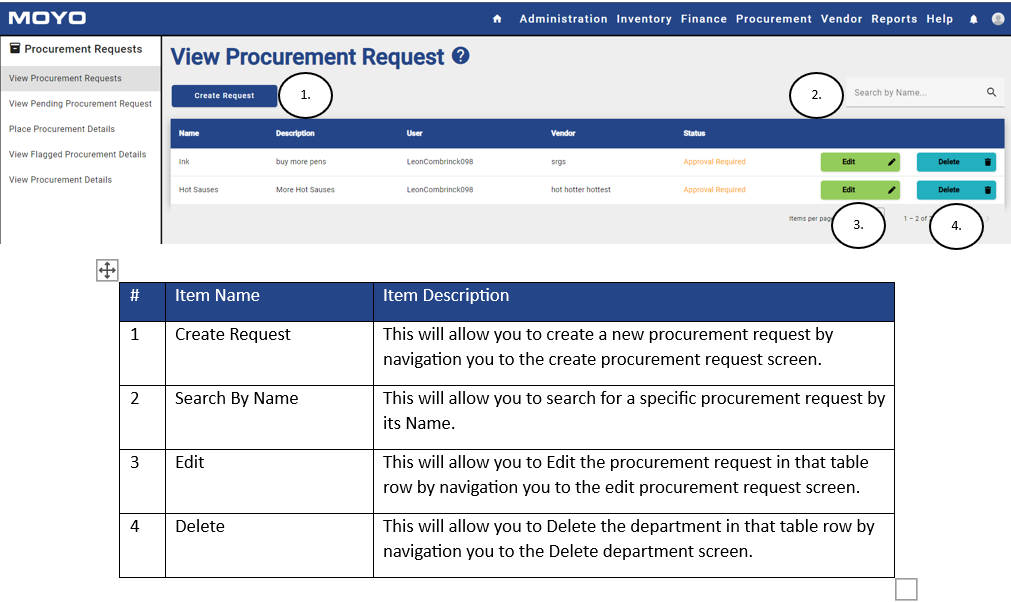 MOYO
Administration Inventory Finance Procurement Vendor Reports Help
Procurement Requests
View Procurement Requests
View Pending Procurement Request
Place Procurement Details
View Flagged Procurement Details
View Procurement Details
View Procurement Request ?
Create Request
1.
2.
Search by Name...
Name Description User Vendor Status
Ink buy more pens LeonCombrinck098 srgs Approval Required Edit Delete
Hot Sauses More Hot Sauses LeonCombrinck098 hot hotter hottest Approval Required Edit Delete
Items per 1 – 2 of
3.
4.
# Item Name Item Description
1 Create Request This will allow you to create a new procurement request by
navigation you to the create procurement request screen.
2 Search By Name This will allow you to search for a specific procurement request by
its Name.
3 Edit This will allow you to Edit the procurement request in that table
row by navigation you to the edit procurement request screen.
4 Delete This will allow you to Delete the department in that table row by
navigation you to the Delete department screen.